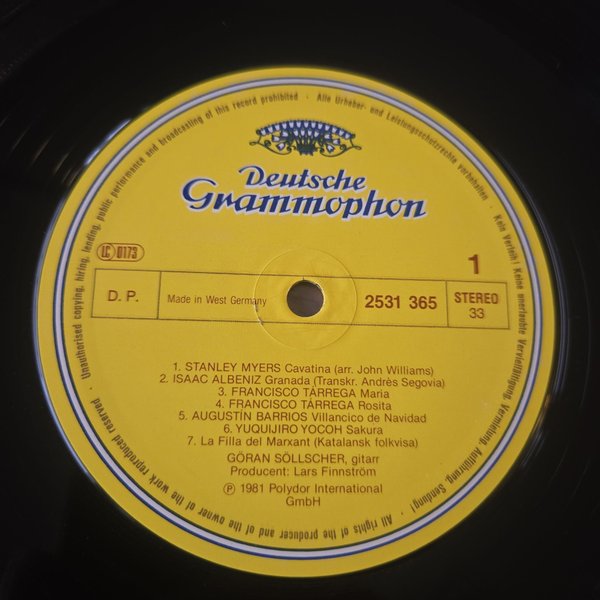 Unauthorised copying, hiring, lending, public performance and broadcasting of this record prohibited · Alle Urheber- und Leistungsschutzrechte vorbehalten · Kein Verleih! Keine unerlaubte Vervielfältigung, Vermietung, Aufführung, Sendung! · All rights of the producer and of the owner of the work reproduced reserved ·
Deutsche
Grammophon
LC 0173
1
D. P.
Made in West Germany
2531 365
STEREO
33
1. STANLEY MYERS Cavatina (arr. John Williams)
2. ISAAC ALBENIZ Granada (Transkr. Andrès Segovia)
3. FRANCISCO TÁRREGA Maria
4. FRANCISCO TÁRREGA Rosita
5. AUGUSTÍN BARRIOS Villancico de Navidad
6. YUQUIJIRO YOCOH Sakura
7. La Filla del Marxant (Katalansk folkvisa)
GÖRAN SÖLLSCHER, gitarr
Producent: Lars Finnström
℗ 1981 Polydor International
GmbH